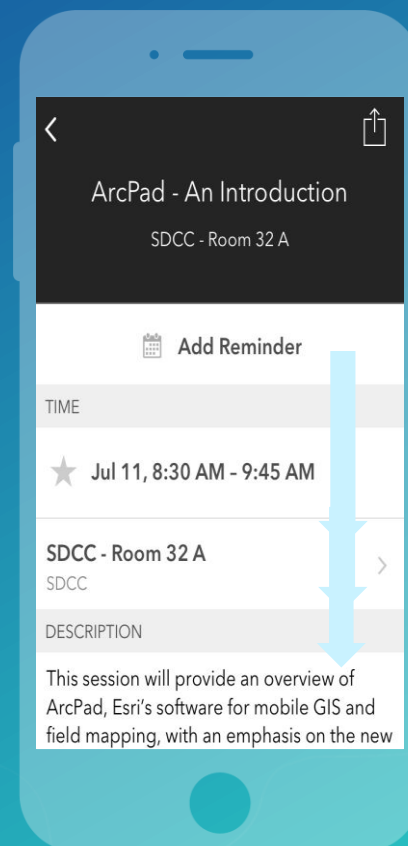 ArcPad - An Introduction
SDCC - Room 32 A
Add Reminder
TIME
Jul 11, 8:30 AM - 9:45 AM
SDCC - Room 32 A
SDCC
DESCRIPTION
This session will provide an overview of
ArcPad, Esri's software for mobile GIS and
field mapping, with an emphasis on the new